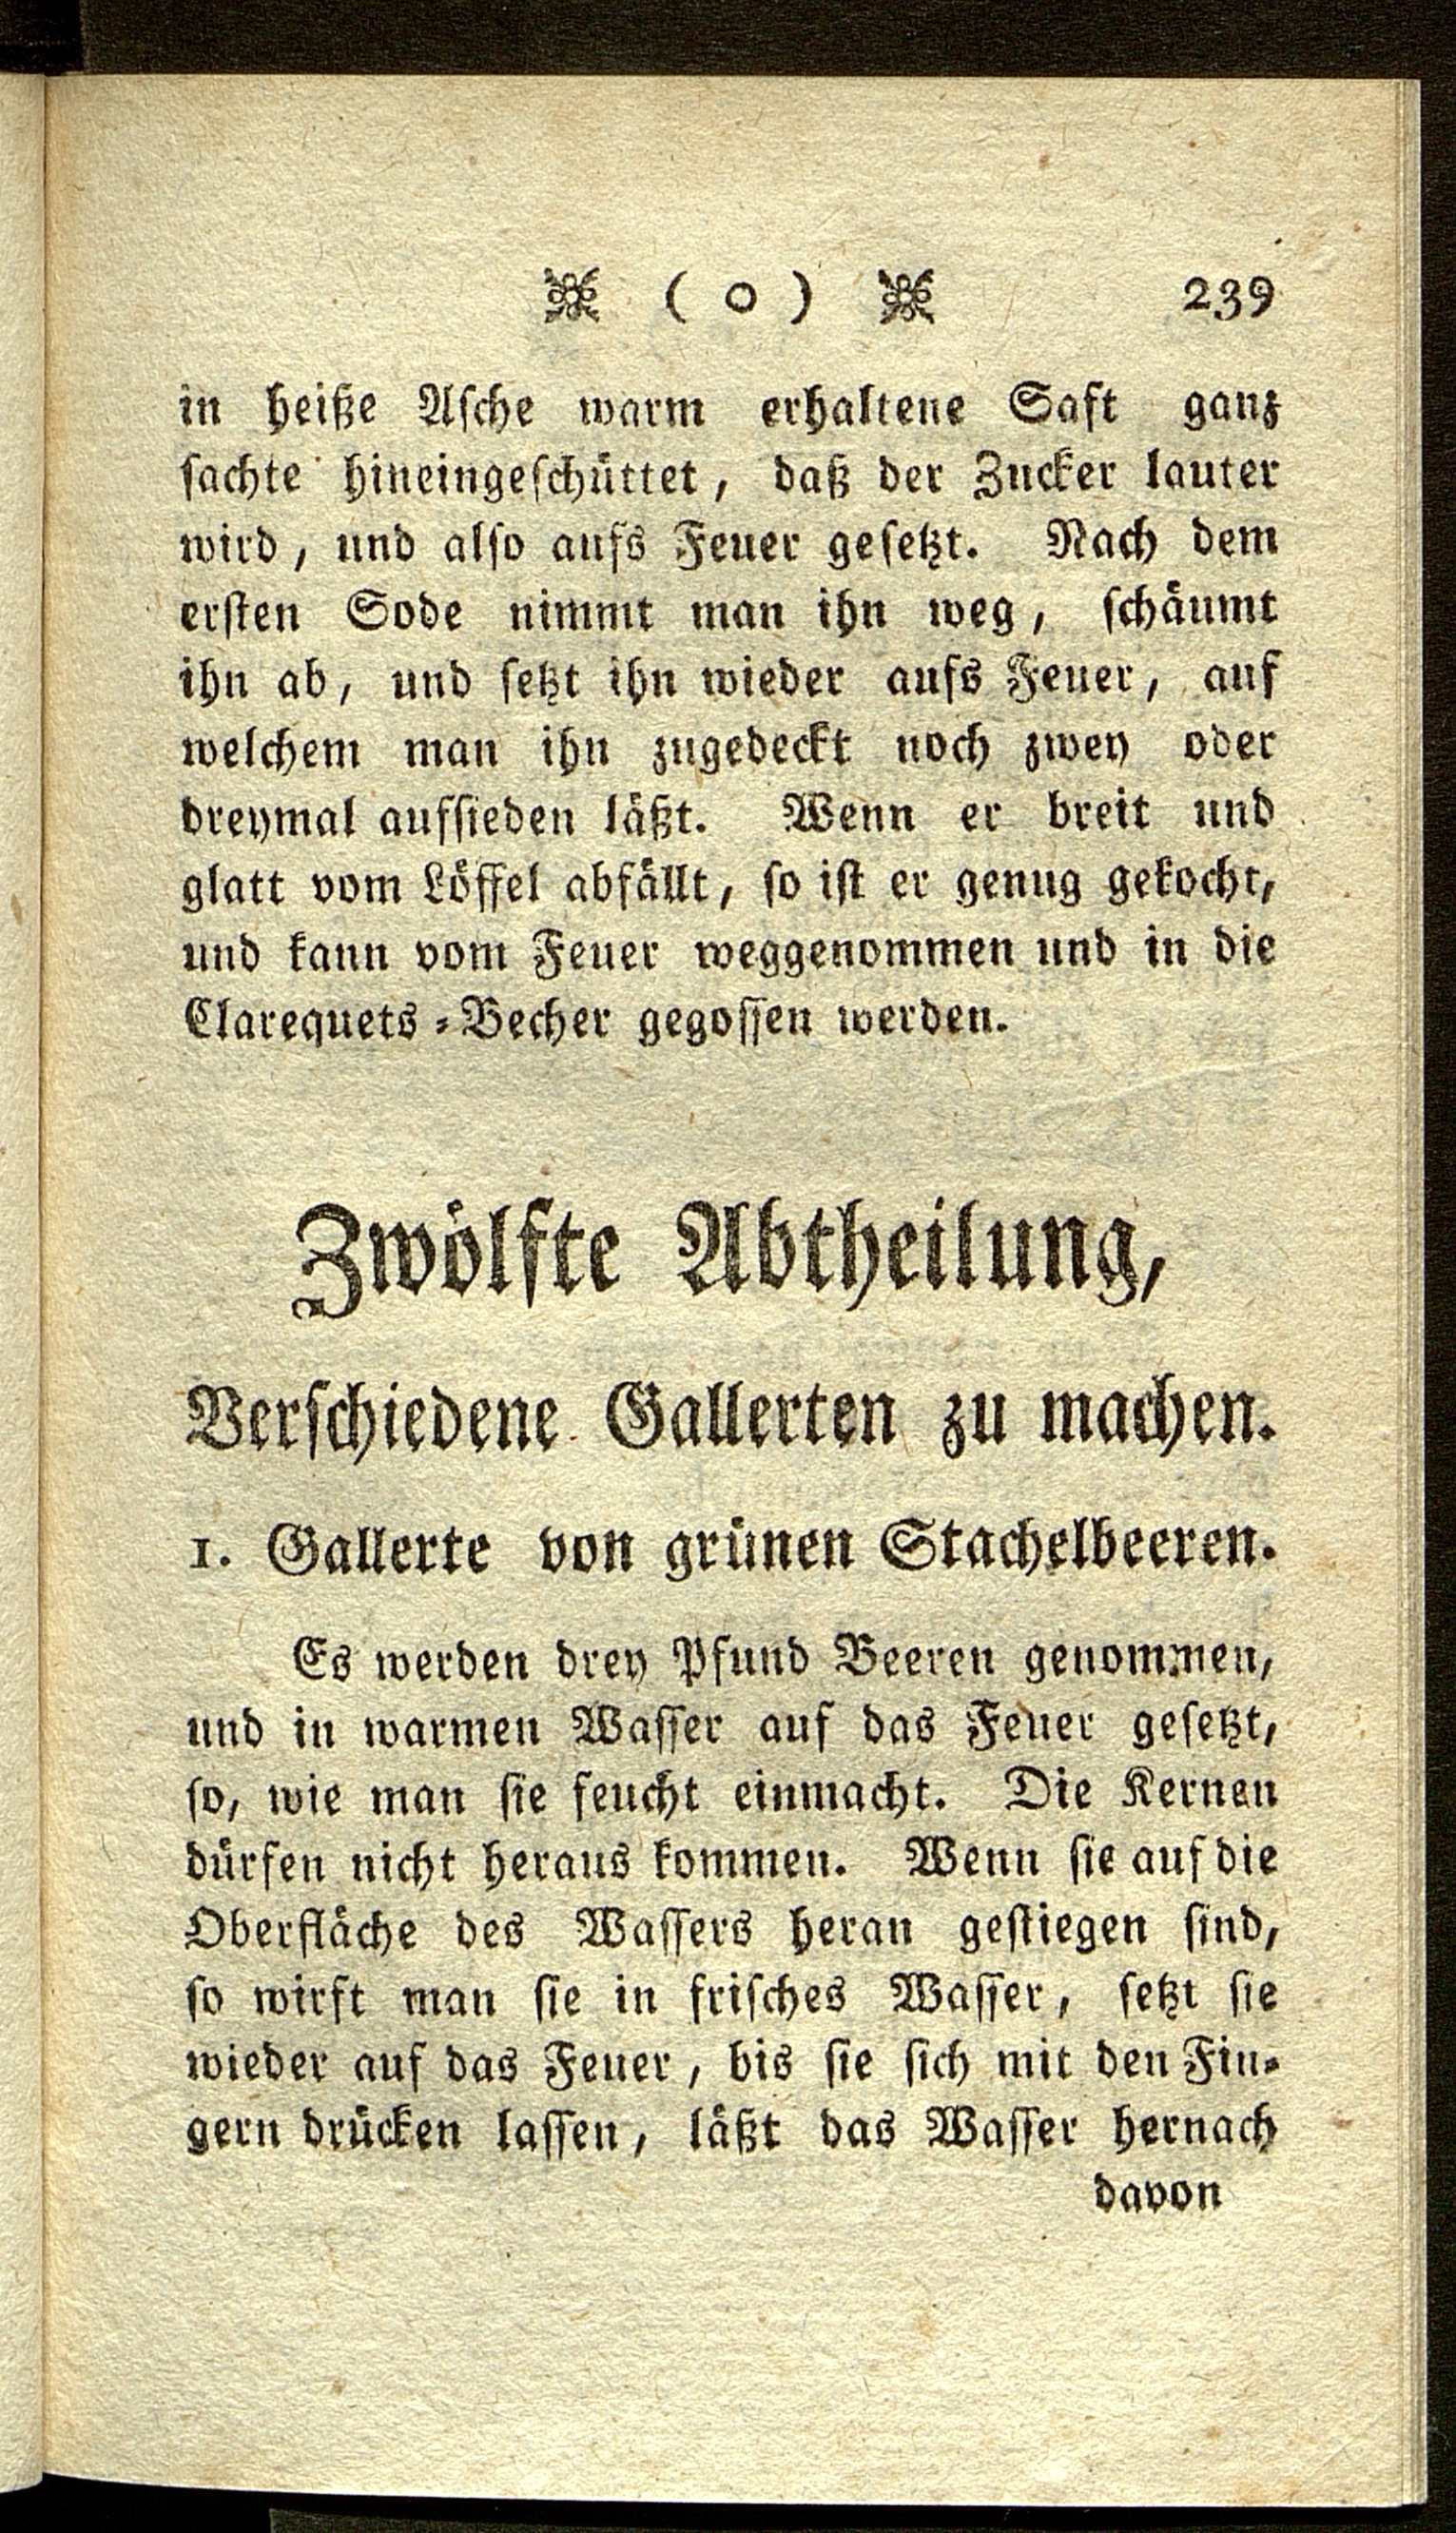 ( o ) 239
in heiße Asche warm erhaltene Saft ganz
sachte hineingeschüttet, daß der Zucker lauter
wird, und also aufs Feuer gesetzt. Nach dem
ersten Sode nimmt man ihn weg, schäumt
ihn ab, und setzt ihn wieder aufs Feuer, auf
welchem man ihn zugedeckt noch zwey oder
dreymal aufsieden läßt. Wenn er breit und
glatt vom Löffel abfällt, so ist er genug gekocht,
und kann vom Feuer weggenommen und in die
Clarequets-Becher gegossen werden.
Zwölfte Abtheilung,
Verschiedene Gallerten zu machen.
1. Gallerte von grünen Stachelbeeren.
Es werden drey Pfund Beeren genommen,
und in warmen Wasser auf das Feuer gesetzt,
so, wie man sie feucht einmacht. Die Kernen
dürfen nicht heraus kommen. Wenn sie auf die
Oberfläche des Wassers heran gestiegen sind,
so wirft man sie in frisches Wasser, setzt sie
wieder auf das Feuer, bis sie sich mit den Fin-
gern drücken lassen, läßt das Wasser hernach
davon